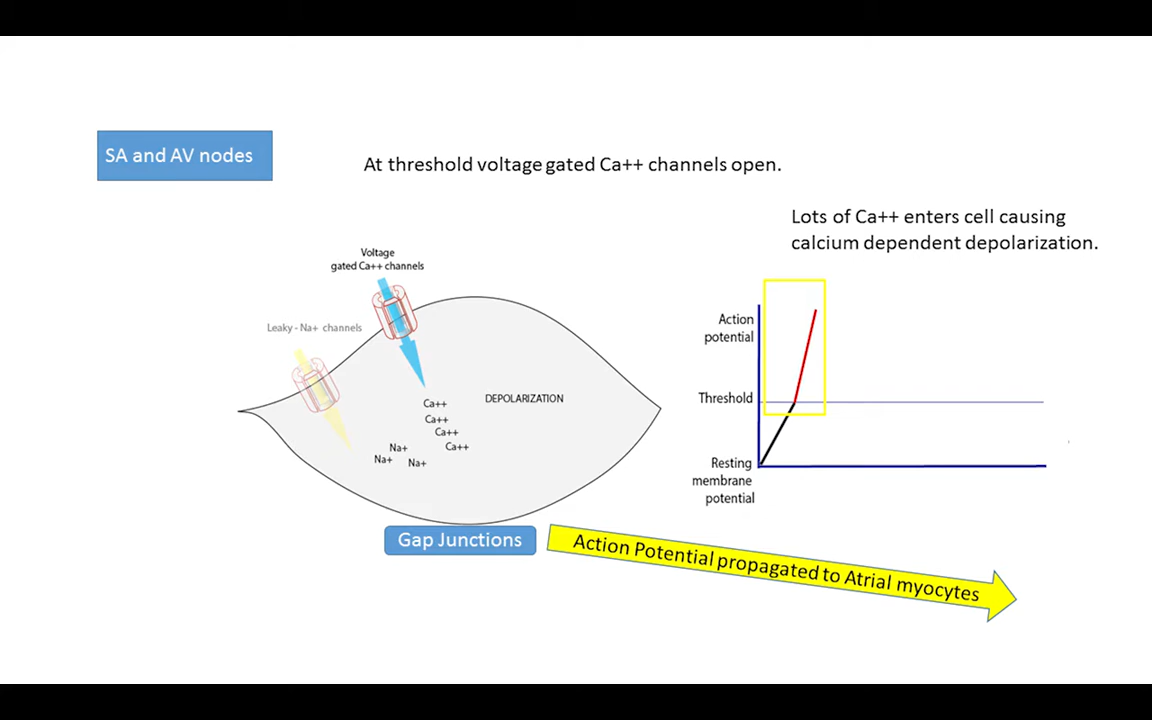 SA and AV nodes
At threshold voltage gated Ca++ channels open.
Lots of Ca++ enters cell causing
calcium dependent depolarization.
Voltage
gated Ca++ channels
Leaky - Na+ channels
Ca++
Ca++
Ca++
Ca++
Na+
Na+
Na+
DEPOLARIZATION
Action
potential
Threshold
Resting
membrane
potential
Gap Junctions
Action Potential propagated to Atrial myocytes